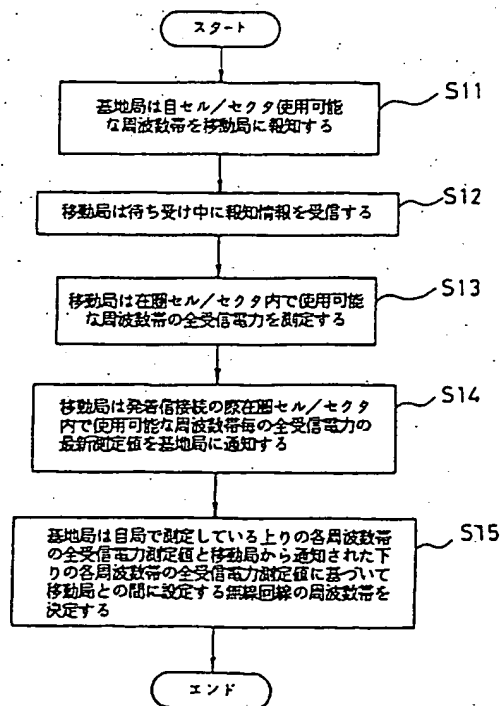 スタート
S11
基地局は自セル／セクタ使用可能
な周波数帯を移動局に報知する
S12
移動局は待ち受け中に報知情報を受信する
S13
移動局は在圏セル／セクタ内で使用可能
な周波数帯の全受信電力を測定する
S14
移動局は発着信接装の際在圏セル／セクタ
内で使用可能な周波数帯毎の全受信電力の
最新測定値を基地局に通知する
S15
基地局は自局で測定している上りの各周波数帯
の全受信電力測定値と移動局から通知された下
りの各周波数帯の全受信電力測定値に基づいて
移動局との間に設定する無線回線の周波数帯を
決定する
エンド